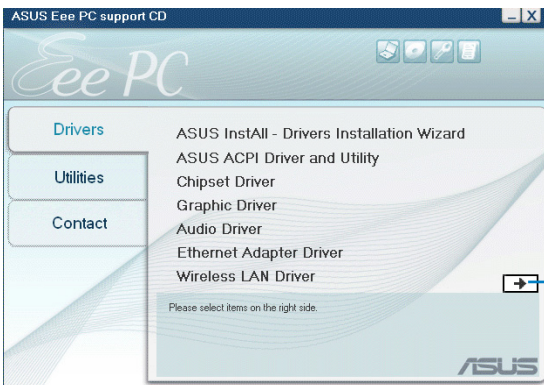 ASUS Eee PC support CD
Eee PC
Drivers
Utilities
Contact
ASUS InstAll - Drivers Installation Wizard
ASUS ACPI Driver and Utility
Chipset Driver
Graphic Driver
Audio Driver
Ethernet Adapter Driver
Wireless LAN Driver
Please select items on the right side.
ASUS